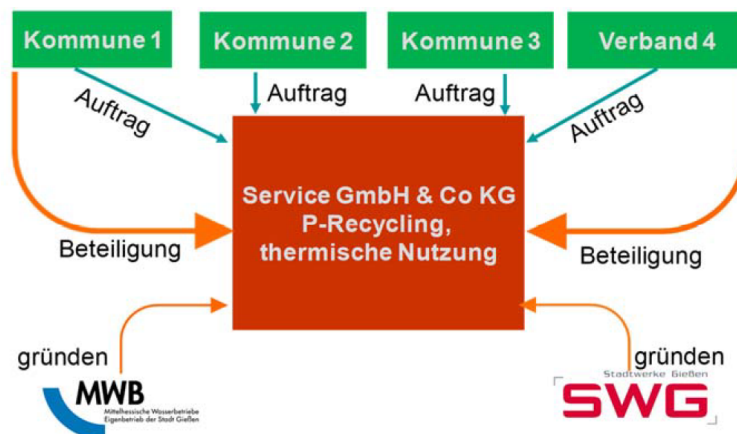 Kommune 1
Kommune 2
Kommune 3
Verband 4
Auftrag
Auftrag
Auftrag
Auftrag
Service GmbH & Co KG
P-Recycling,
thermische Nutzung
Beteiligung
Beteiligung
gründen
gründen
MWB
Mittelhessische Wasserbetriebe
Eigenbetrieb der Stadt Gießen
Stadtwerke Gießen
SWG